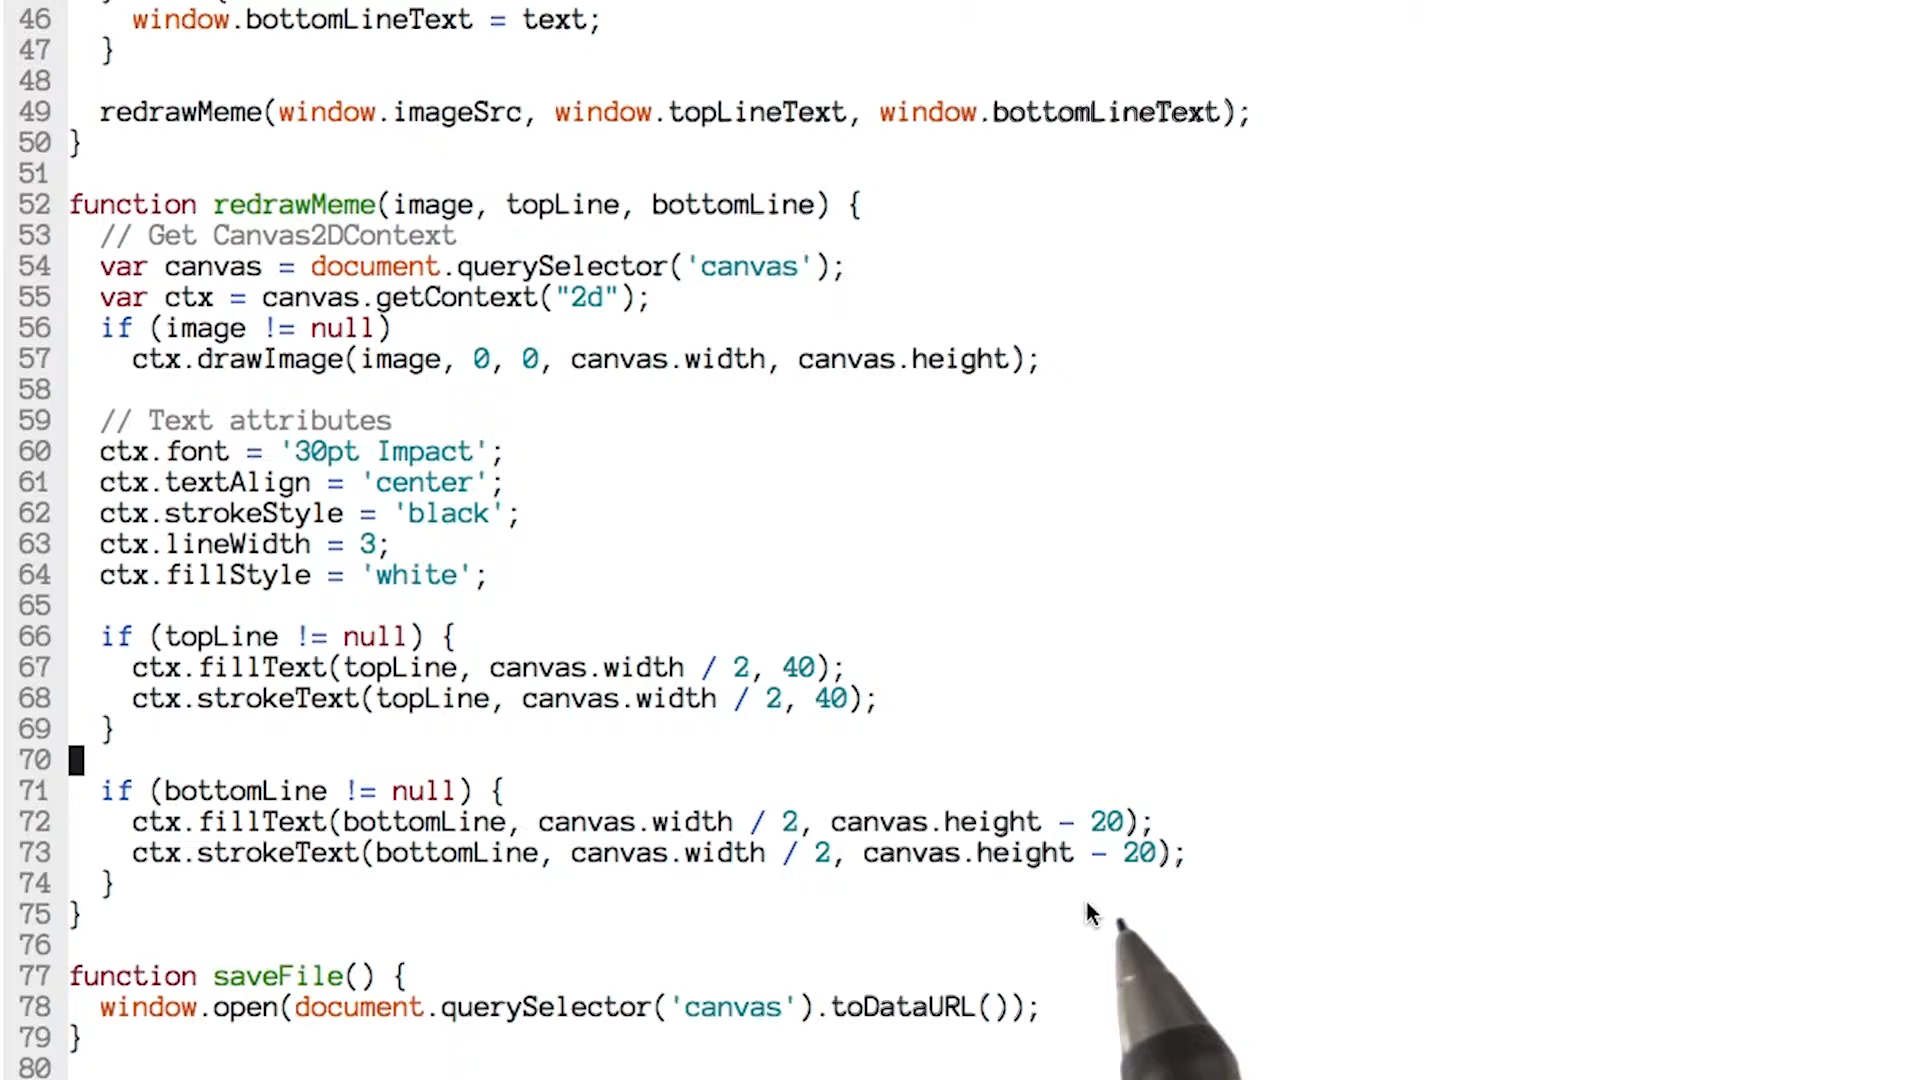 46     window.bottomLineText = text;
47   }
48
49   redrawMeme(window.imageSrc, window.topLineText, window.bottomLineText);
50 }
51
52 function redrawMeme(image, topLine, bottomLine) {
53   // Get Canvas2DContext
54   var canvas = document.querySelector('canvas');
55   var ctx = canvas.getContext("2d");
56   if (image != null)
57     ctx.drawImage(image, 0, 0, canvas.width, canvas.height);
58
59   // Text attributes
60   ctx.font = '30pt Impact';
61   ctx.textAlign = 'center';
62   ctx.strokeStyle = 'black';
63   ctx.lineWidth = 3;
64   ctx.fillStyle = 'white';
65
66   if (topLine != null) {
67     ctx.fillText(topLine, canvas.width / 2, 40);
68     ctx.strokeText(topLine, canvas.width / 2, 40);
69   }
70
71   if (bottomLine != null) {
72     ctx.fillText(bottomLine, canvas.width / 2, canvas.height - 20);
73     ctx.strokeText(bottomLine, canvas.width / 2, canvas.height - 20);
74   }
75 }
76
77 function saveFile() {
78   window.open(document.querySelector('canvas').toDataURL());
79 }
80